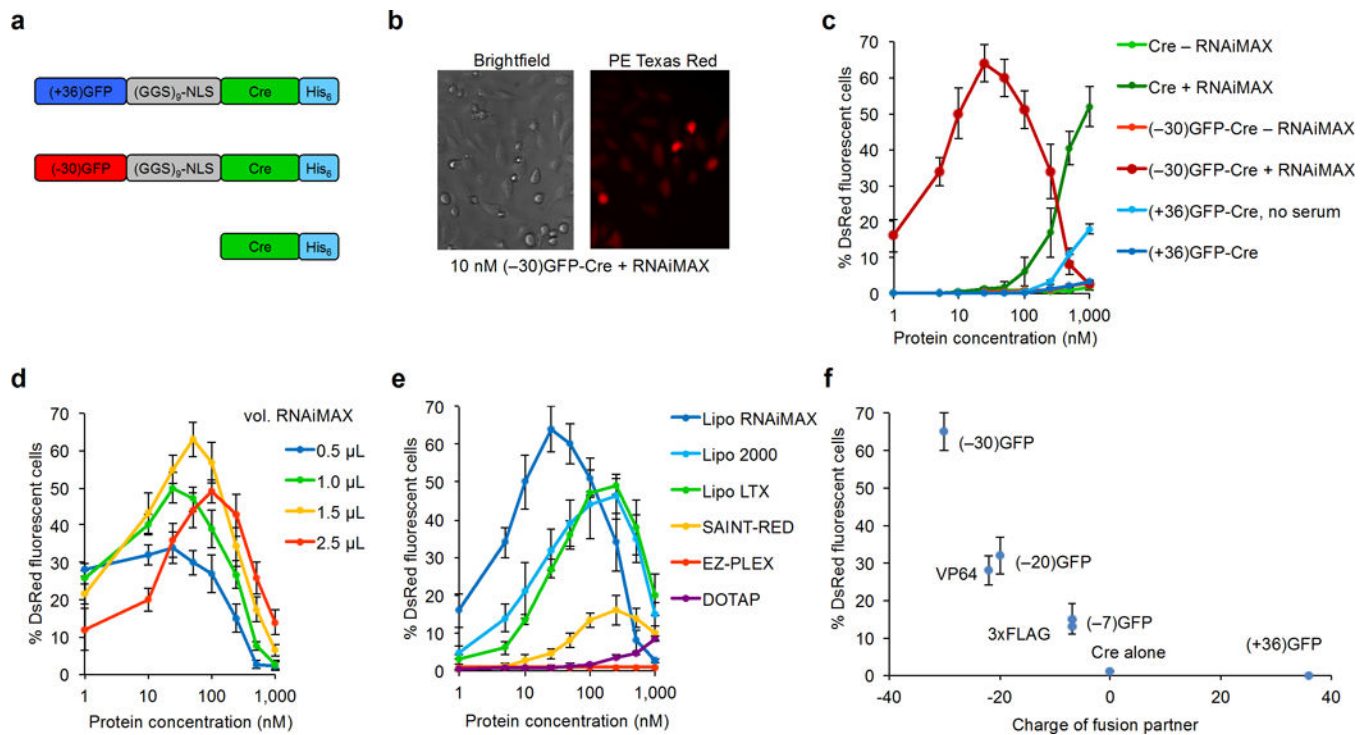 a
(+36)GFP (GGS)₉-NLS Cre His₆
(-30)GFP (GGS)₉-NLS Cre His₆
Cre His₆
b
Brightfield PE Texas Red
10 nM (–30)GFP-Cre + RNAiMAX
c
% DsRed fluorescent cells
70
60
50
40
30
20
10
0
1 10 100 1,000
Protein concentration (nM)
Cre – RNAiMAX
Cre + RNAiMAX
(–30)GFP-Cre – RNAiMAX
(–30)GFP-Cre + RNAiMAX
(+36)GFP-Cre, no serum
(+36)GFP-Cre
d
% DsRed fluorescent cells
70
60
50
40
30
20
10
0
1 10 100 1,000
Protein concentration (nM)
vol. RNAiMAX
0.5 µL
1.0 µL
1.5 µL
2.5 µL
e
% DsRed fluorescent cells
70
60
50
40
30
20
10
0
1 10 100 1,000
Protein concentration (nM)
Lipo RNAiMAX
Lipo 2000
Lipo LTX
SAINT-RED
EZ-PLEX
DOTAP
f
% DsRed fluorescent cells
70
60
50
40
30
20
10
0
-40 -20 0 20 40
Charge of fusion partner
(–30)GFP
VP64
(–20)GFP
3xFLAG
(–7)GFP
Cre alone
(+36)GFP